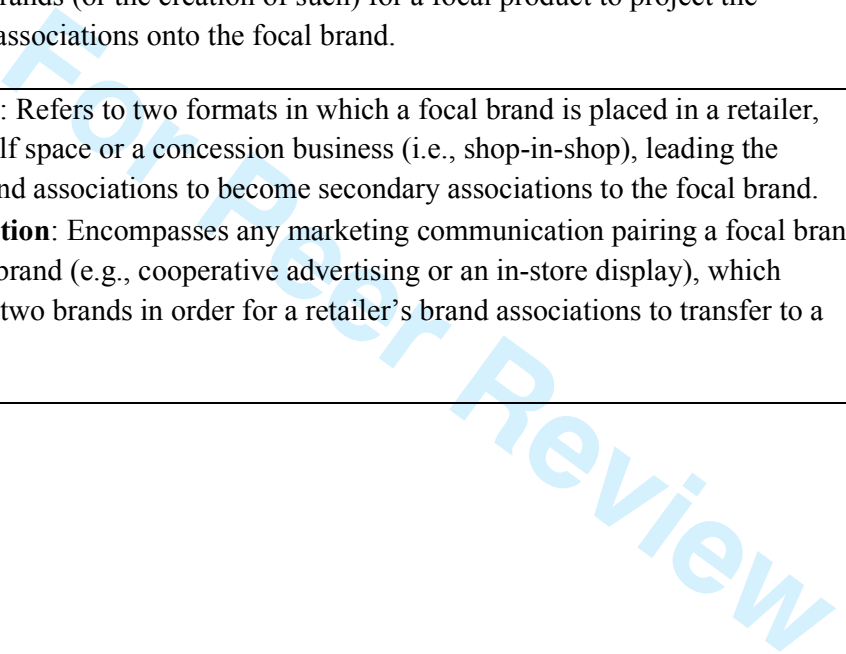 rands (or the creation of such) for a focal product to project the
associations onto the focal brand.
: Refers to two formats in which a focal brand is placed in a retailer,
lf space or a concession business (i.e., shop-in-shop), leading the
nd associations to become secondary associations to the focal brand.
tion: Encompasses any marketing communication pairing a focal bran
brand (e.g., cooperative advertising or an in-store display), which
two brands in order for a retailer’s brand associations to transfer to a
For Peer Review